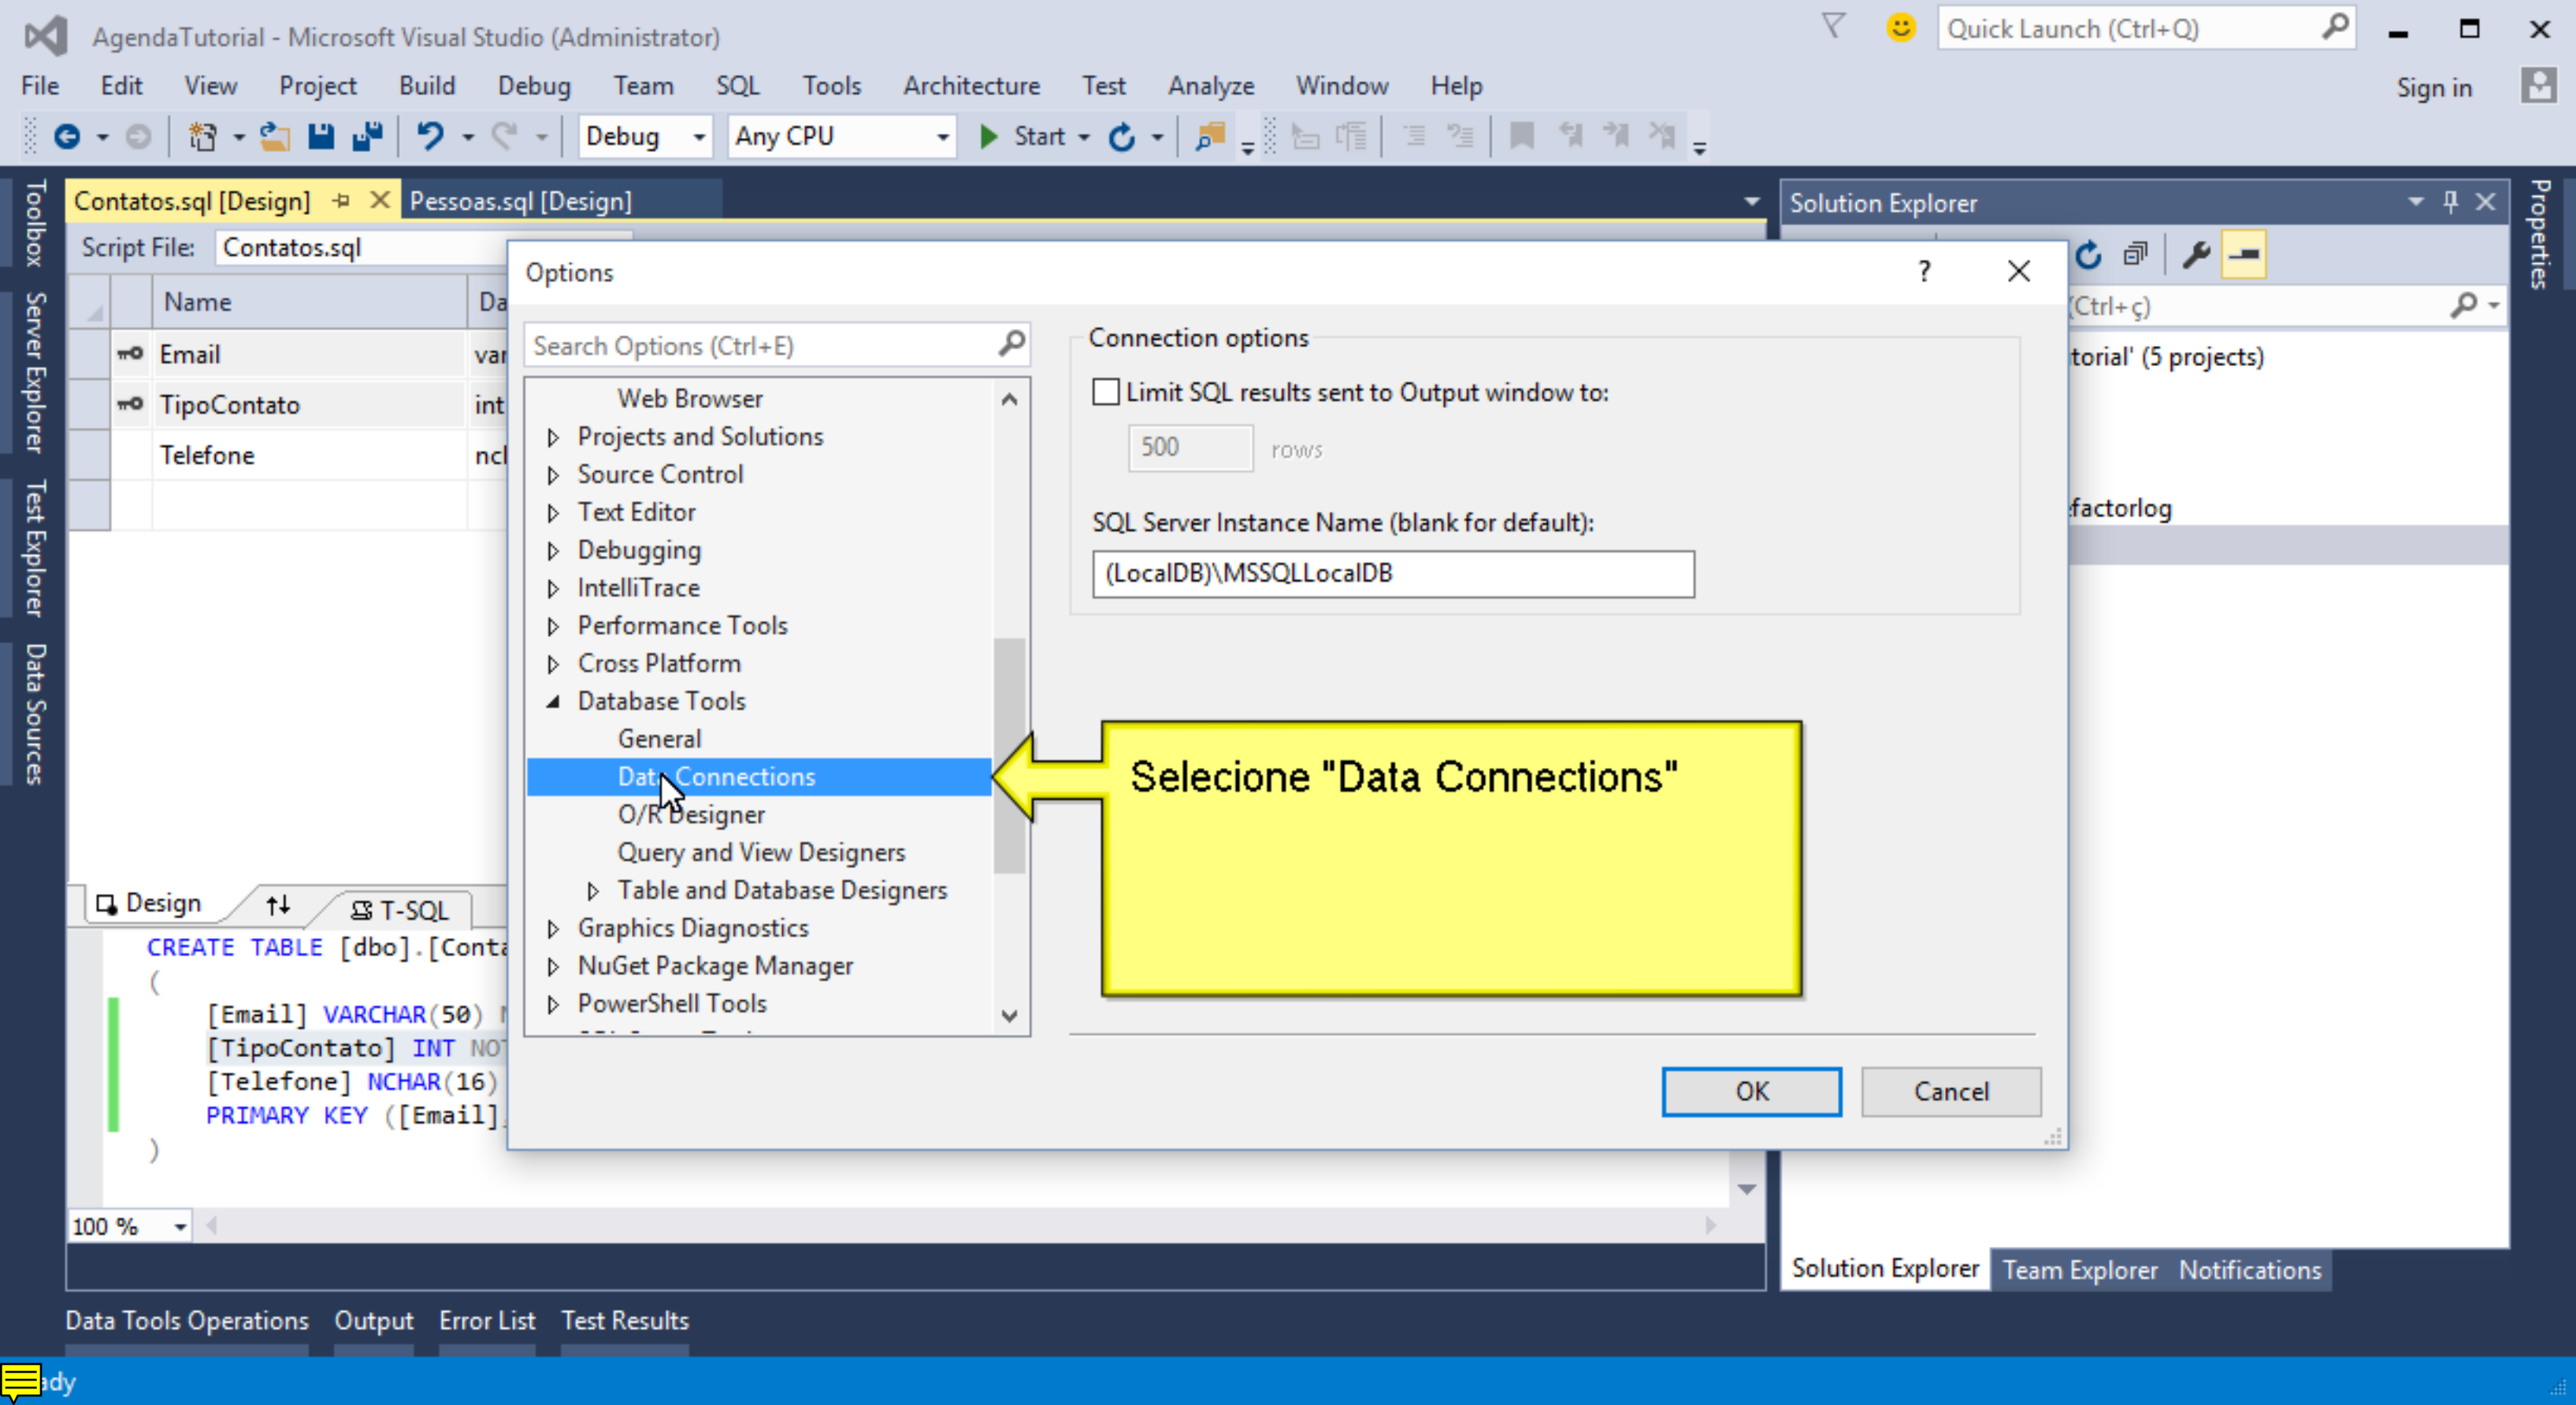 AgendaTutorial - Microsoft Visual Studio (Administrator)
Quick Launch (Ctrl+Q)
File Edit View Project Build Debug Team SQL Tools Architecture Test Analyze Window Help
Sign in
Debug Any CPU Start
Toolbox
Server Explorer
Test Explorer
Data Sources
Contatos.sql [Design] Pessoas.sql [Design]
Script File: Contatos.sql
Name Da
Email var
TipoContato int
Telefone ncl
Options
?
Search Options (Ctrl+E)
Web Browser
Projects and Solutions
Source Control
Text Editor
Debugging
IntelliTrace
Performance Tools
Cross Platform
Database Tools
General
Data Connections
O/R Designer
Query and View Designers
Table and Database Designers
Graphics Diagnostics
NuGet Package Manager
PowerShell Tools
Connection options
Limit SQL results sent to Output window to:
500 rows
SQL Server Instance Name (blank for default):
(LocalDB)\MSSQLLocalDB
Selecione "Data Connections"
OK Cancel
Solution Explorer
(Ctrl+ç)
torial' (5 projects)
factorlog
Properties
Design T-SQL
CREATE TABLE [dbo].[Conta
(
[Email] VARCHAR(50) N
[TipoContato] INT NOT
[Telefone] NCHAR(16)
PRIMARY KEY ([Email],
)
100 %
Solution Explorer Team Explorer Notifications
Data Tools Operations Output Error List Test Results
ady